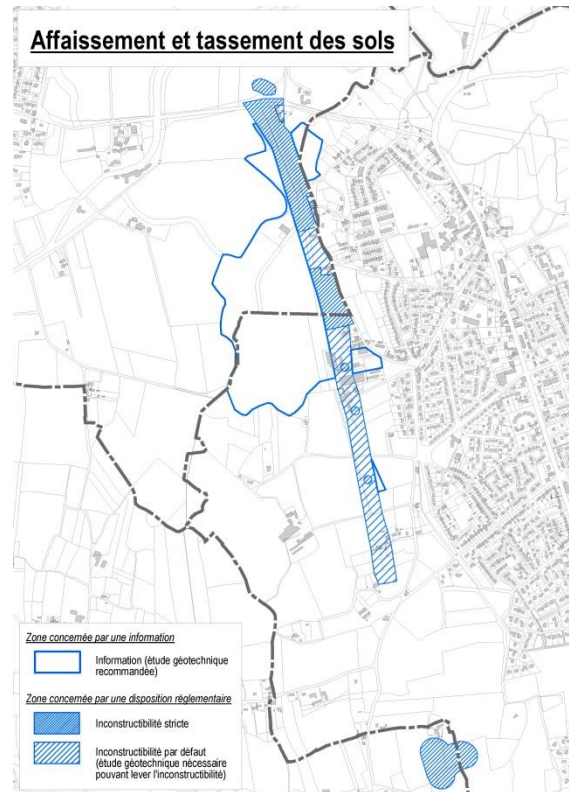 Affaissement et tassement des sols
Zone concernée par une information
Information (étude géotechnique
recommandée)
Zone concernée par une disposition réglementaire
Inconstructibilité stricte
Inconstructibilité par défaut
(étude géotechnique nécessaire
pouvant lever l'inconstructibilité)